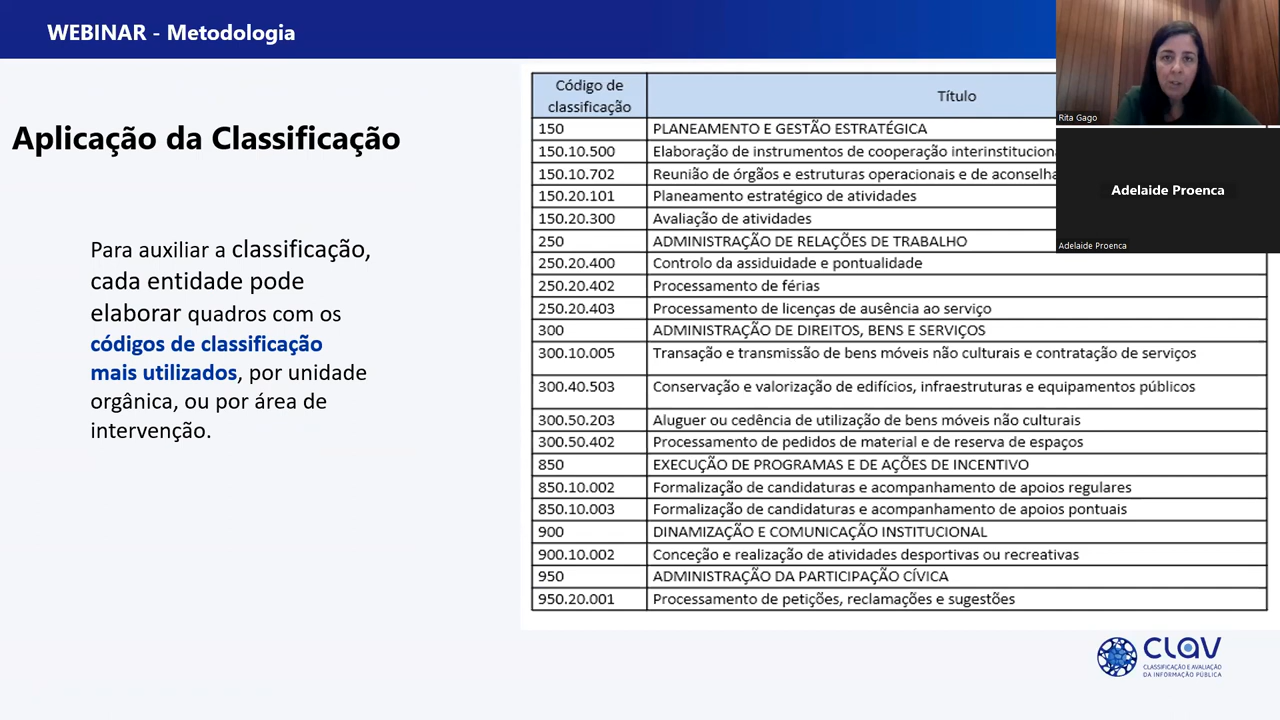 WEBINAR - Metodologia
Aplicação da Classificação
Para auxiliar a classificação,
cada entidade pode
elaborar quadros com os
códigos de classificação
mais utilizados, por unidade
orgânica, ou por área de
intervenção.
Código de
classificação
Título
150 PLANEAMENTO E GESTÃO ESTRATÉGICA
150.10.500 Elaboração de instrumentos de cooperação
150.10.702 Reunião de órgãos e estruturas operacionais e de
150.20.101 Planeamento estratégico de atividades
150.20.300 Avaliação de atividades
250 ADMINISTRAÇÃO DE RELAÇÕES DE TRABALHO
250.20.400 Controlo da assiduidade e pontualidade
250.20.402 Processamento de férias
250.20.403 Processamento de licenças de ausência ao serviço
300 ADMINISTRAÇÃO DE DIREITOS, BENS E SERVIÇOS
300.10.005 Transação e transmissão de bens móveis não culturais e contratação de serviços
300.40.503 Conservação e valorização de edifícios, infraestruturas e equipamentos públicos
300.50.203 Aluguer ou cedência de utilização de bens móveis não culturais
300.50.402 Processamento de pedidos de material e de reserva de espaços
850 EXECUÇÃO DE PROGRAMAS E DE AÇÕES DE INCENTIVO
850.10.002 Formalização de candidaturas e acompanhamento de apoios regulares
850.10.003 Formalização de candidaturas e acompanhamento de apoios pontuais
900 DINAMIZAÇÃO E COMUNICAÇÃO INSTITUCIONAL
900.10.002 Conceção e realização de atividades desportivas ou recreativas
950 ADMINISTRAÇÃO DA PARTICIPAÇÃO CÍVICA
950.20.001 Processamento de petições, reclamações e sugestões
Rita Gago
Adelaide Proenca
Adelaide Proenca
CLAV
CLASSIFICAÇÃO E AVALIAÇÃO
DA INFORMAÇÃO PÚBLICA